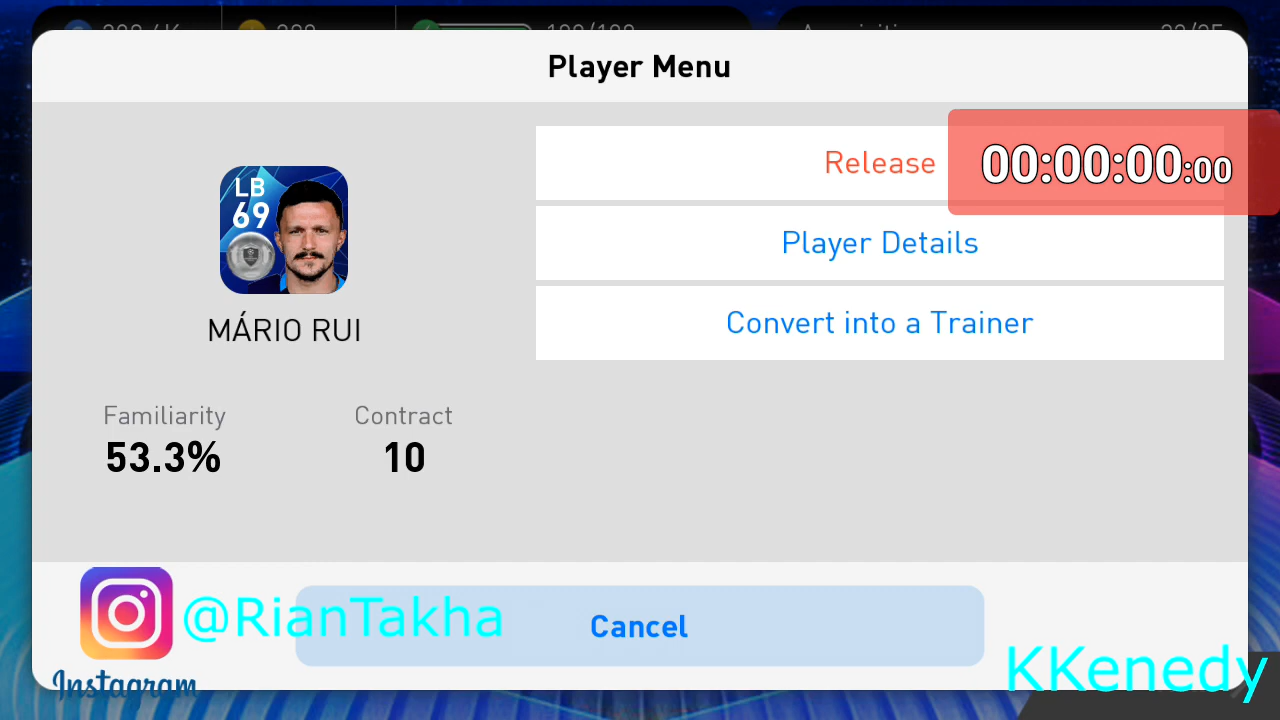 Player Menu
Release
00:00:00:00
LB
69
Player Details
MÁRIO RUI
Convert into a Trainer
Familiarity
Contract
53.3%
10
@RianTakha
Cancel
Instagram
KKenedy